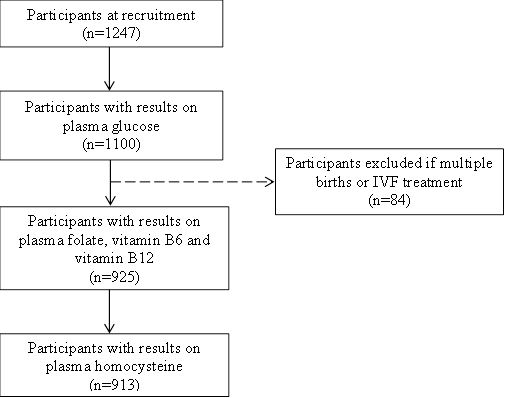 Participants at recruitment
(n=1247)
Participants with results on
plasma glucose
(n=1100)
Participants excluded if multiple
births or IVF treatment
(n=84)
Participants with results on
plasma folate, vitamin B6 and
vitamin B12
(n=925)
Participants with results on
plasma homocysteine
(n=913)